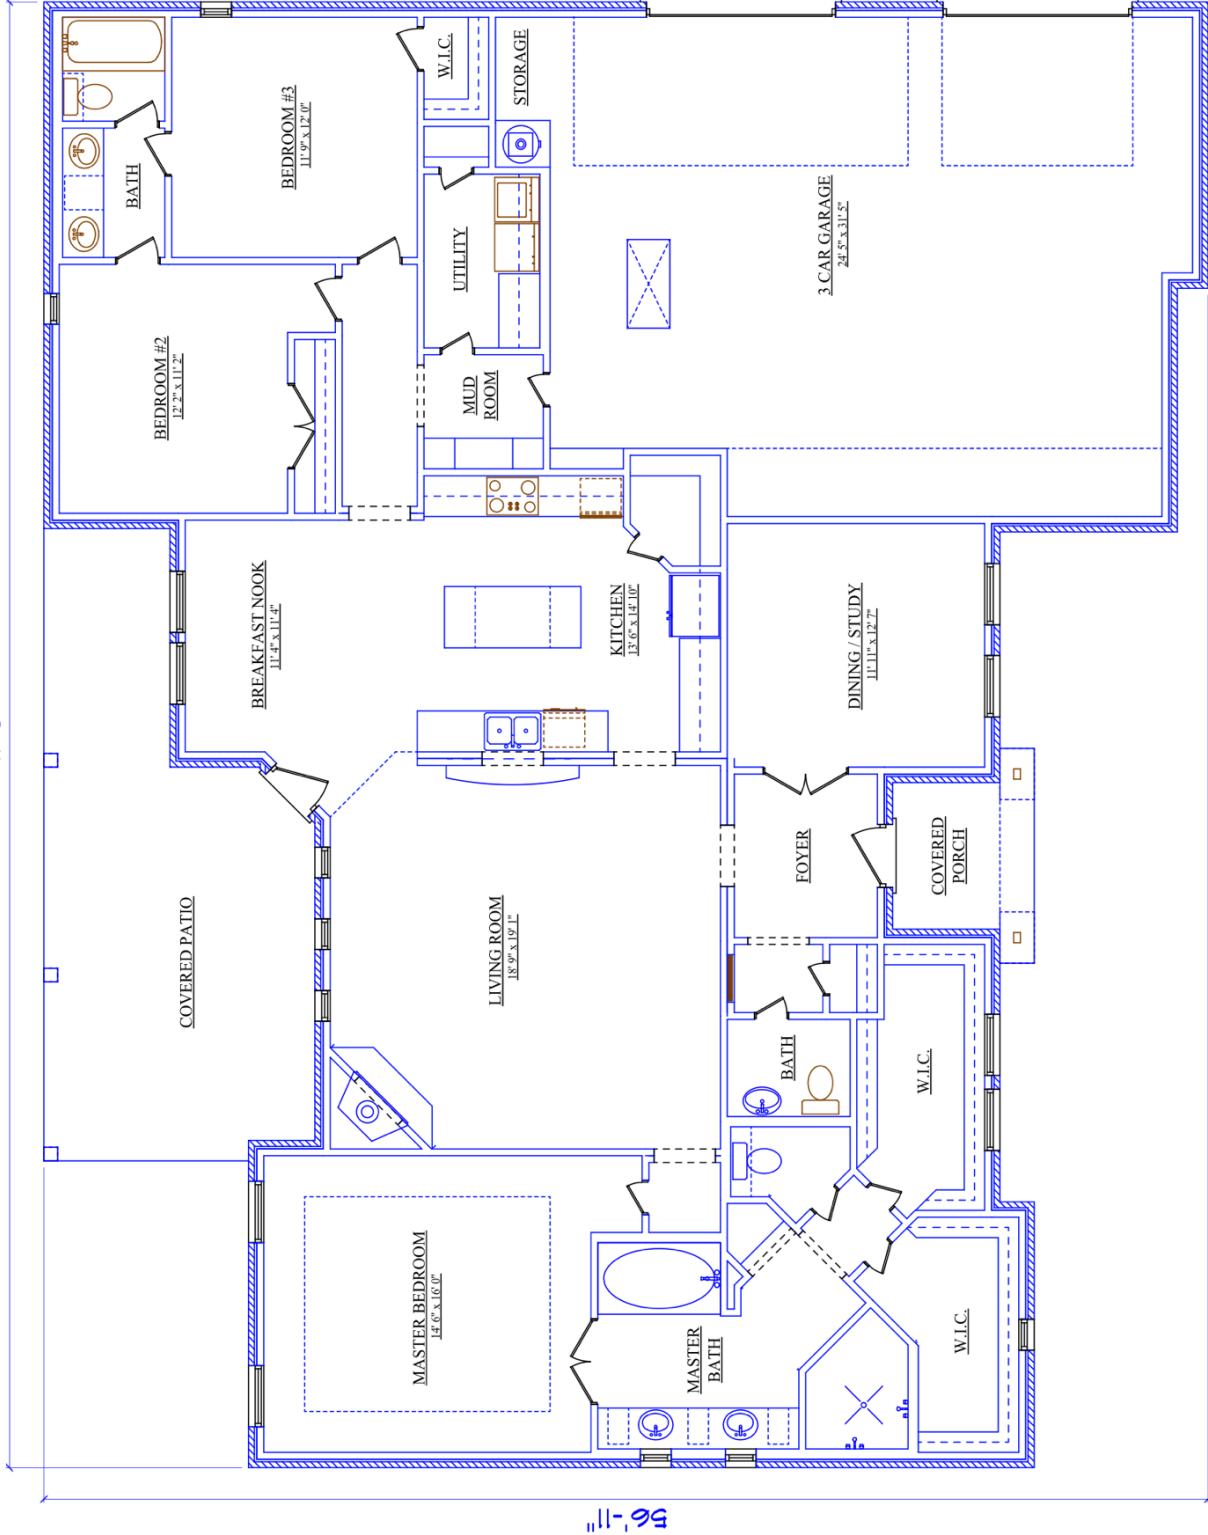 W.I.C.
STORAGE
BEDROOM #3
11' 9" x 12' 0"
BATH
UTILITY
3 CAR GARAGE
24' 5" x 31' 5"
BEDROOM #2
12' 2" x 11' 2"
MUD
ROOM
BREAKFAST NOOK
11' 4" x 11' 4"
KITCHEN
13' 6" x 14' 10"
DINING / STUDY
11' 11" x 12' 7"
FOYER
COVERED
PORCH
COVERED PATIO
LIVING ROOM
18' 9" x 19' 1"
BATH
W.I.C.
MASTER BEDROOM
14' 6" x 16' 0"
MASTER
BATH
W.I.C.
56'-11"